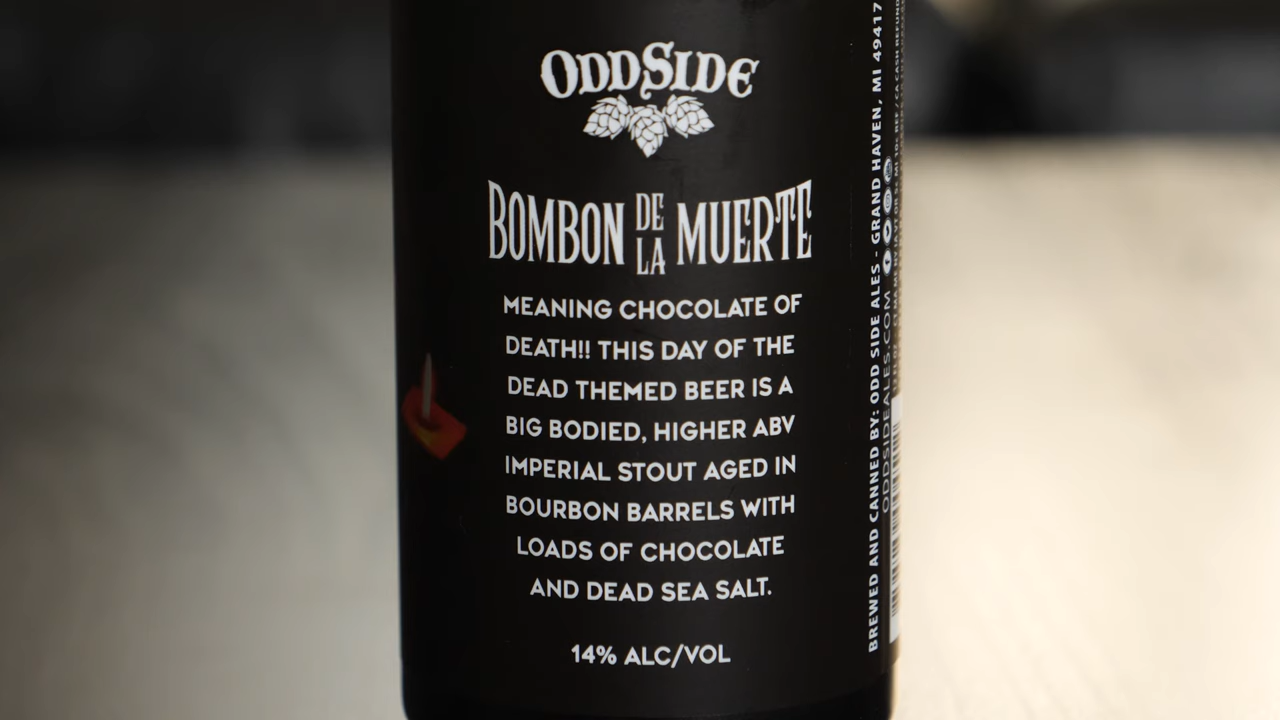 ODDSIDE
BOMBON DE LA MUERTE
MEANING CHOCOLATE OF
DEATH!! THIS DAY OF THE
DEAD THEMED BEER IS A
BIG BODIED, HIGHER ABV
IMPERIAL STOUT AGED IN
BOURBON BARRELS WITH
LOADS OF CHOCOLATE
AND DEAD SEA SALT.
14% ALC/VOL
BREWED AND CANNED BY: ODD SIDE ALES - GRAND HAVEN, MI 49417
ODDSIDEALES.COM